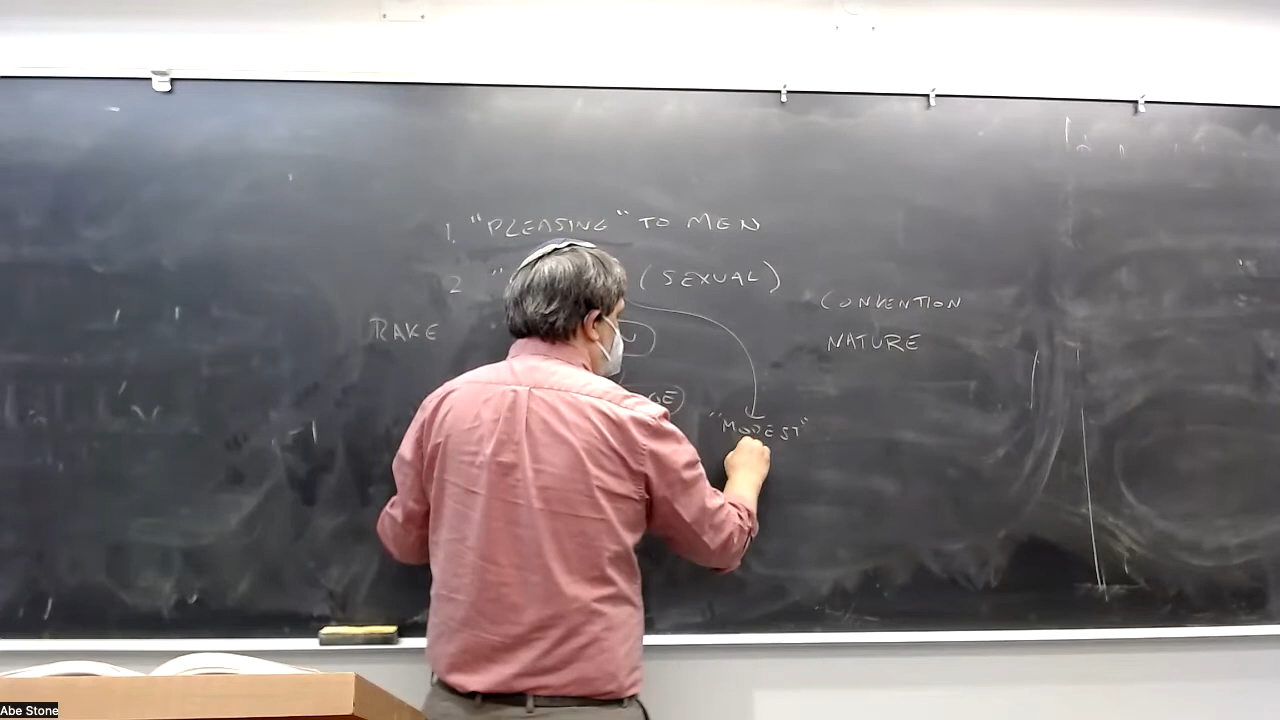 1. "PLEASING" TO MEN
2 " (SEXUAL)
CONVENTION
RAKE
NATURE
"MODEST"
Abe Stone